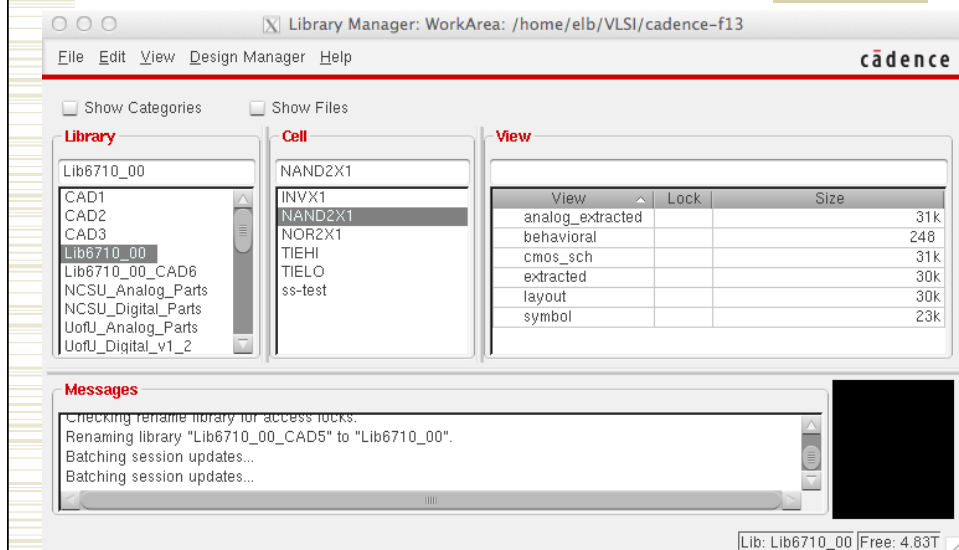 Library Manager: WorkArea: /home/elb/VLSI/cadence-f13
File Edit View Design Manager Help
cādence
Show Categories Show Files
Library
Lib6710_00
CAD1
CAD2
CAD3
Lib6710_00
Lib6710_00_CAD6
NCSU_Analog_Parts
NCSU_Digital_Parts
UofU_Analog_Parts
UofU_Digital_v1_2
Cell
NAND2X1
INVX1
NAND2X1
NOR2X1
TIEHI
TIELO
ss-test
View
View Lock Size
analog_extracted 31k
behavioral 248
cmos_sch 31k
extracted 30k
layout 30k
symbol 23k
Messages
Checking rename library for access locks.
Renaming library "Lib6710_00_CAD5" to "Lib6710_00".
Batching session updates...
Batching session updates...
Lib: Lib6710_00 Free: 4.83T